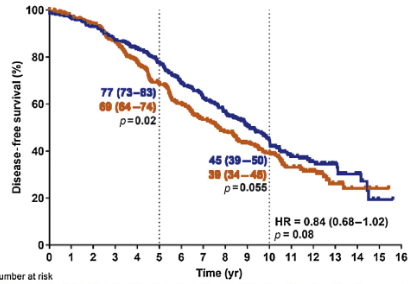 100
80
60
40
20
0
Disease-free survival (%)
77 (73–83)
69 (64–74)
p=0.02
45 (39–50)
39 (34–45)
p=0.055
HR = 0.84 (0.68–1.02)
p = 0.08
0 1 2 3 4 5 6 7 8 9 10 11 12 13 14 15 16
Time (yr)
umber at risk